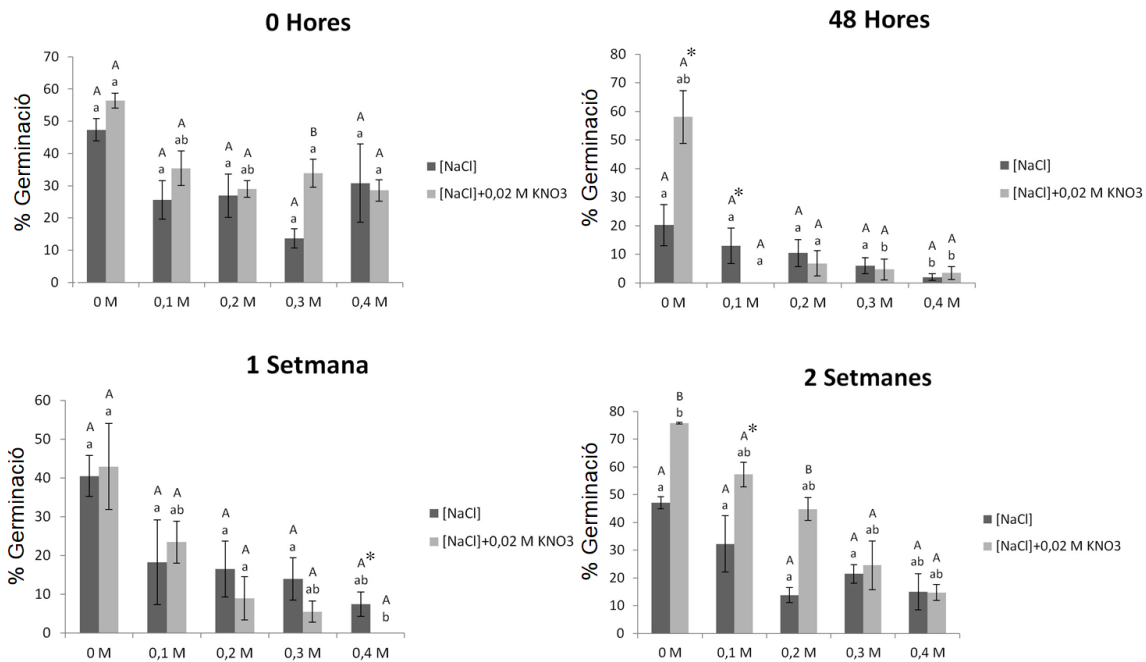 0 Hores
% Germinació
70
60
50
40
30
20
10
0
A
a
A
a
A
a
A
ab
A
a
A
ab
A
a
B
a
A
a
A
a
0 M
0,1 M
0,2 M
0,3 M
0,4 M
[NaCl]
[NaCl]+0,02 M KNO3
48 Hores
% Germinació
80
70
60
50
40
30
20
10
0
A
a
A*
ab
A*
a
A
a
A
a
A
a
A
a
A
b
A
b
A
b
0 M
0,1 M
0,2 M
0,3 M
0,4 M
[NaCl]
[NaCl]+0,02 M KNO3
1 Setmana
% Germinació
60
50
40
30
20
10
0
A
a
A
a
A
a
A
ab
A
a
A
a
A
a
A
ab
A*
ab
A
b
0 M
0,1 M
0,2 M
0,3 M
0,4 M
[NaCl]
[NaCl]+0,02 M KNO3
2 Setmanes
% Germinació
80
70
60
50
40
30
20
10
0
A
a
B
b
A
a
A*
ab
A
a
B
ab
A
a
A
ab
A
ab
A
ab
0 M
0,1 M
0,2 M
0,3 M
0,4 M
[NaCl]
[NaCl]+0,02 M KNO3